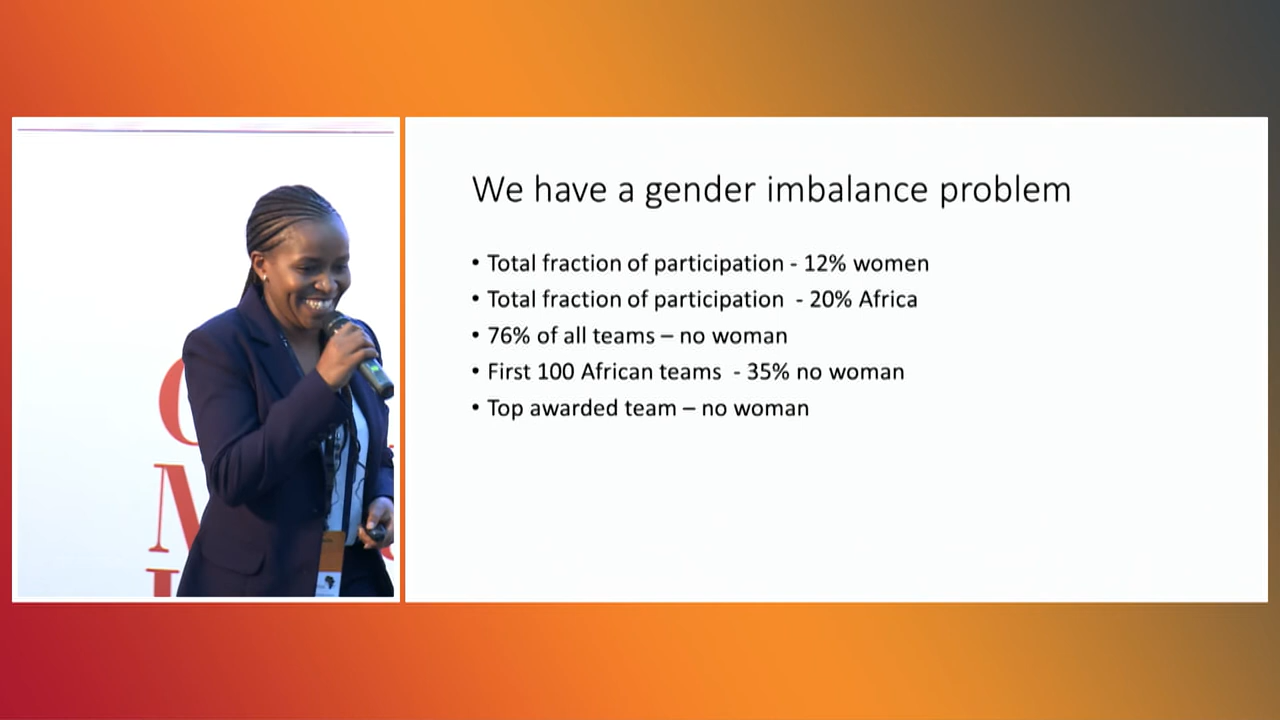 We have a gender imbalance problem
• Total fraction of participation - 12% women
• Total fraction of participation  - 20% Africa
• 76% of all teams – no woman
• First 100 African teams  - 35% no woman
• Top awarded team – no woman